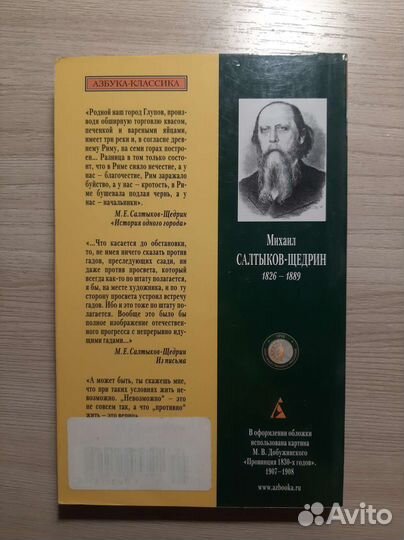 АЗБУКА-КЛАССИКА
«Родной наш город Глупов, произ-
водя обширную торговлю квасом,
печенкой и вареными яйцами,
имеет три реки и, в согласие древ-
нему Риму, на семи горах постро-
ен... Разница в том только состо-
ит, что в Риме сияло нечестие, а у
нас – благочестие, Рим заражало
буйство, а у нас – кротость, в Ри-
ме бушевала подлая чернь, а у
нас – начальники».
М. Е. Салтыков-Щедрин
«История одного города»
«...Что касается до обстановки,
то, не имея ничего сказать против
гадов, преследующих сзади, ни
даже против просвета, который
всегда как-то по штату полагается,
я бы, на месте художника, и по ту
сторону просвета устроил встречу
гадов. Ибо и это тоже по штату по-
лагается. Вообще это было бы
полное изображение отечествен-
ного прогресса с непрерывно иду-
щими гадами...»
М. Е. Салтыков-Щедрин
Из письма
«А может быть, ты скажешь мне,
что при таких условиях жить не-
возможно. „Невозможно“ – это
не совсем так, а что „противно“
жить – это верно».
Михаил
САЛТЫКОВ-ЩЕДРИН
1826 – 1889
В оформлении обложки
использована картина
М. В. Добужинского
«Провинция 1830-х годов».
1907–1908
www.azbooka.ru
Avito